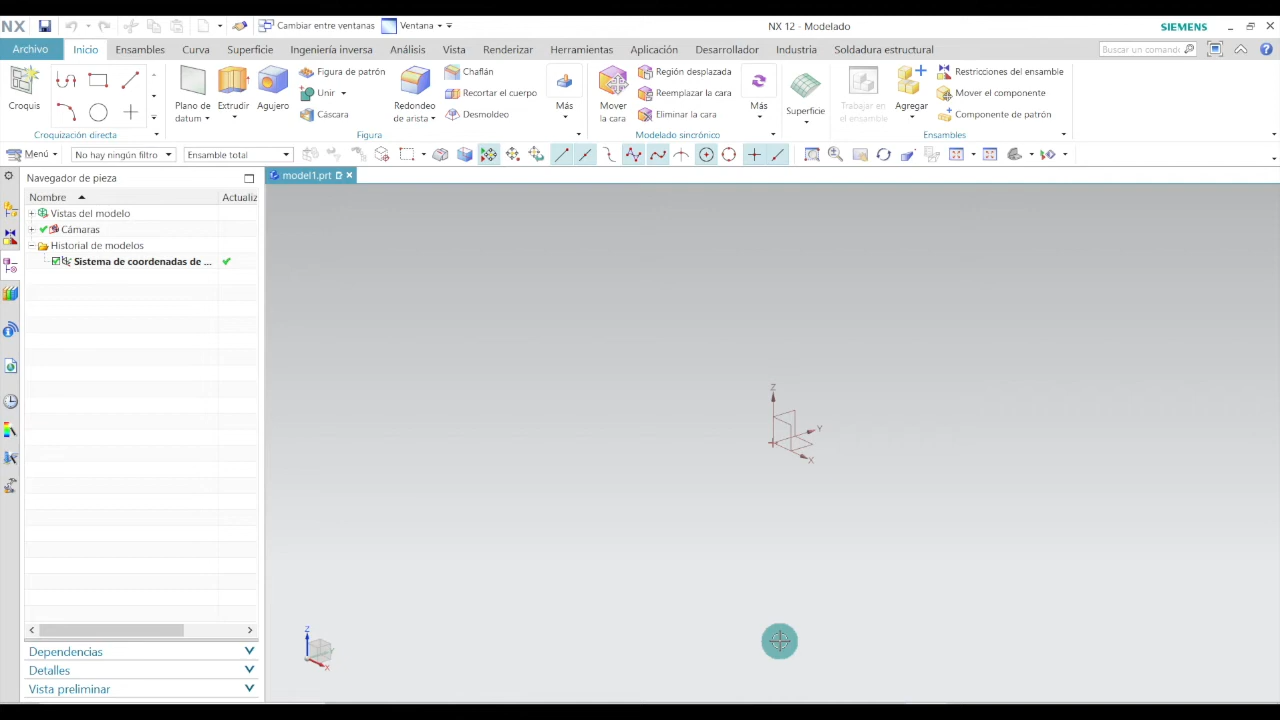 NX Cambiar entre ventanas Ventana NX 12 - Modelado SIEMENS
Archivo Inicio Ensambles Curva Superficie Ingeniería inversa Análisis Vista Renderizar Herramientas Aplicación Desarrollador Industria Soldadura estructural Buscar un comando
Croquis
Croquización directa
Plano de datum
Extrudir
Agujero
Figura de patrón
Unir
Cáscara
Redondeo de arista
Chaflán
Recortar el cuerpo
Desmoldeo
Más
Figura
Mover la cara
Región desplazada
Reemplazar la cara
Eliminar la cara
Más
Modelado sincrónico
Superficie
Trabajar en el ensamble
Agregar
Restricciones del ensamble
Mover el componente
Componente de patrón
Ensambles
Menú No hay ningún filtro Ensamble total
Navegador de pieza
model1.prt
Nombre Actualiz
Vistas del modelo
Cámaras
Historial de modelos
Sistema de coordenadas de ...
Z
Y
X
Z
Y
X
Dependencias
Detalles
Vista preliminar